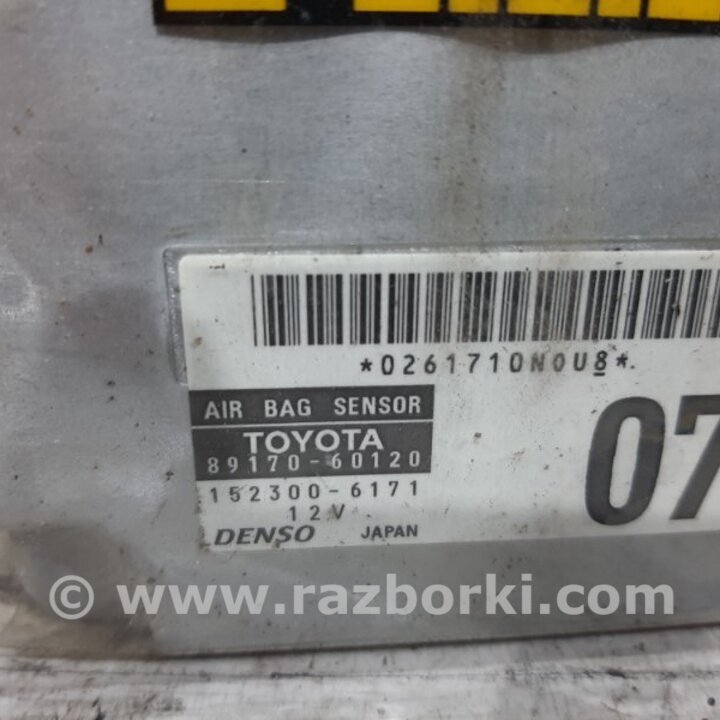 *0261710N0U8*.
AIR BAG SENSOR
TOYOTA
89170-60120
152300-6171
12V
DENSO JAPAN
07
© www.razborki.com